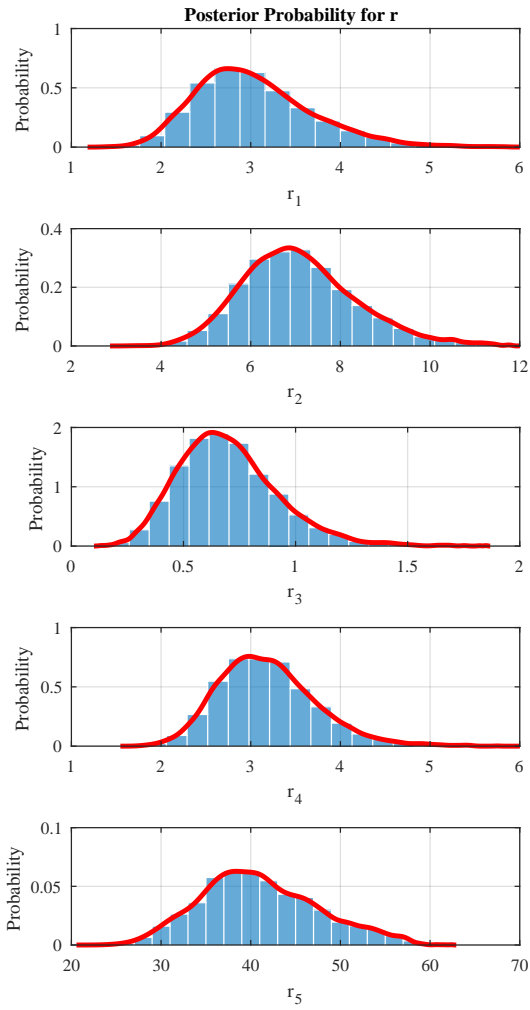 Posterior Probability for r
1
0.5
0
Probability
1 2 3 4 5 6
r₁
0.4
0.2
0
Probability
2 4 6 8 10 12
r₂
2
1
0
Probability
0 0.5 1 1.5 2
r₃
1
0.5
0
Probability
1 2 3 4 5 6
r₄
0.1
0.05
0
Probability
20 30 40 50 60 70
r₅